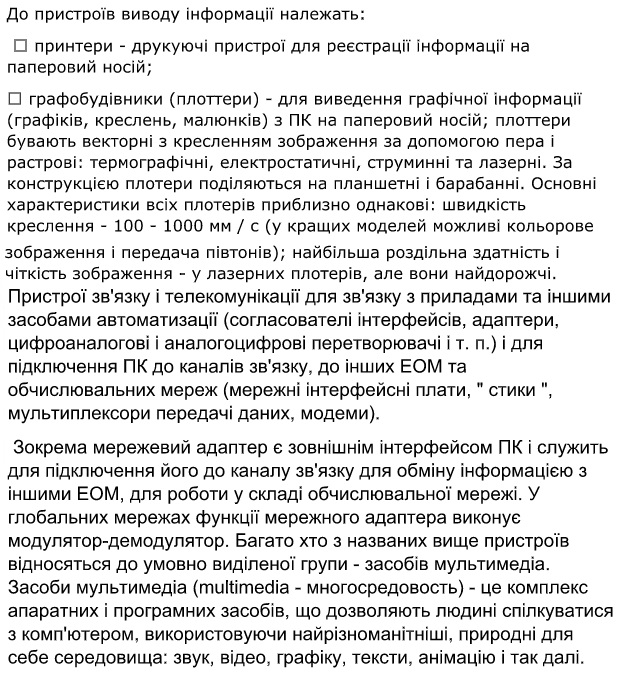 До пристроїв виводу інформації належать:
☐ принтери - друкуючі пристрої для реєстрації інформації на
паперовий носій;
☐ графобудівники (плоттери) - для виведення графічної інформації
(графіків, креслень, малюнків) з ПК на паперовий носій; плоттери
бувають векторні з кресленням зображення за допомогою пера і
растрові: термографічні, електростатичні, струминні та лазерні. За
конструкцією плотери поділяються на планшетні і барабанні. Основні
характеристики всіх плотерів приблизно однакові: швидкість
креслення - 100 - 1000 мм / с (у кращих моделей можливі кольорове
зображення і передача півтонів); найбільша роздільна здатність і
чіткість зображення - у лазерних плотерів, але вони найдорожчі.
Пристрої зв'язку і телекомунікації для зв'язку з приладами та іншими
засобами автоматизації (согласователі інтерфейсів, адаптери,
цифроаналогові і аналогоцифрові перетворювачі і т. п.) і для
підключення ПК до каналів зв'язку, до інших ЕОМ та
обчислювальних мереж (мережні інтерфейсні плати, " стики ",
мультиплексори передачі даних, модеми).
Зокрема мережевий адаптер є зовнішнім інтерфейсом ПК і служить
для підключення його до каналу зв'язку для обміну інформацією з
іншими ЕОМ, для роботи у складі обчислювальної мережі. У
глобальних мережах функції мережного адаптера виконує
модулятор-демодулятор. Багато хто з названих вище пристроїв
відносяться до умовно виділеної групи - засобів мультимедіа.
Засоби мультимедіа (multimedia - многосредовость) - це комплекс
апаратних і програмних засобів, що дозволяють людині спілкуватися
з комп'ютером, використовуючи найрізноманітніші, природні для
себе середовища: звук, відео, графіку, тексти, анімацію і так далі.